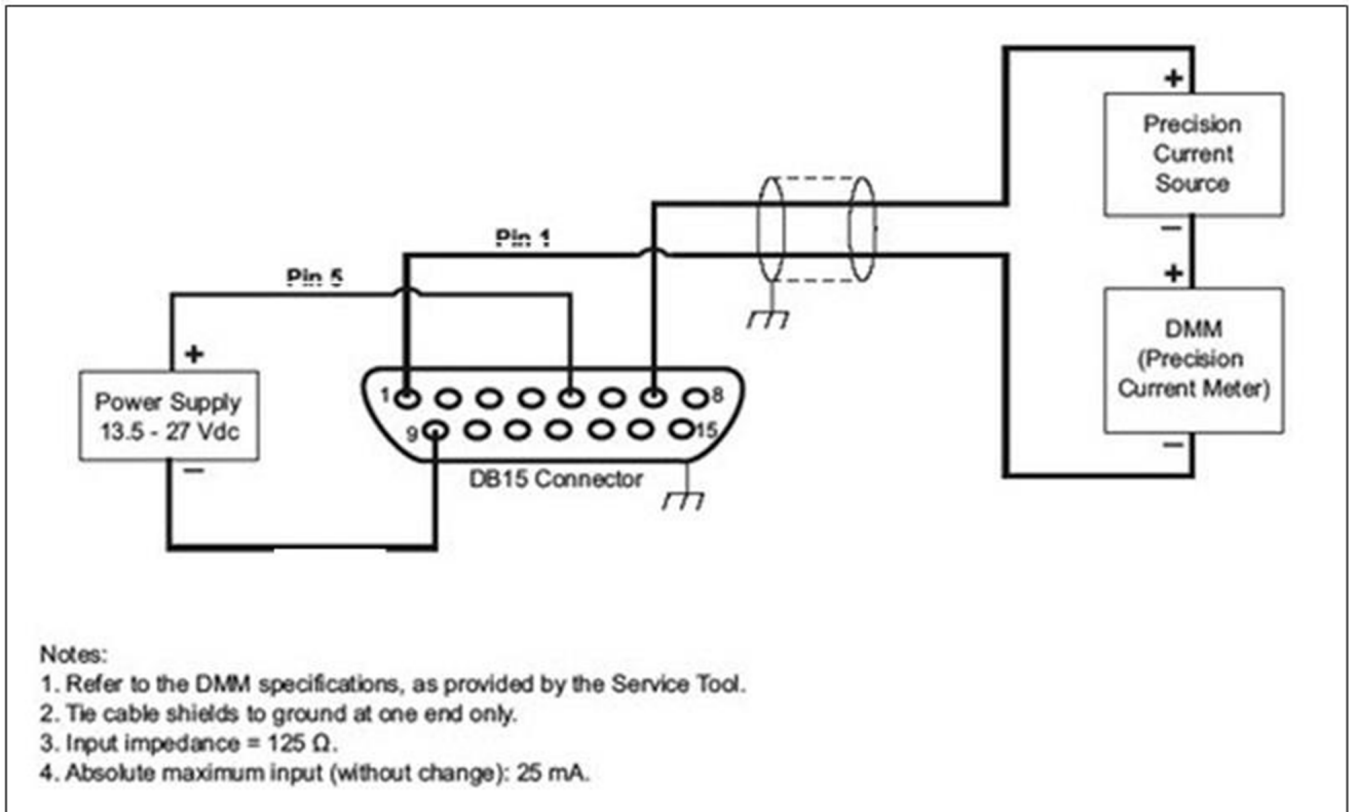 +
Precision
Current
Source
−
Pin 1
+
Pin 5
DMM
(Precision
Current Meter)
+
Power Supply
13.5 - 27 Vdc
1
8
9
15
−
−
DB15 Connector
Notes:
1. Refer to the DMM specifications, as provided by the Service Tool.
2. Tie cable shields to ground at one end only.
3. Input impedance = 125 Ω.
4. Absolute maximum input (without change): 25 mA.